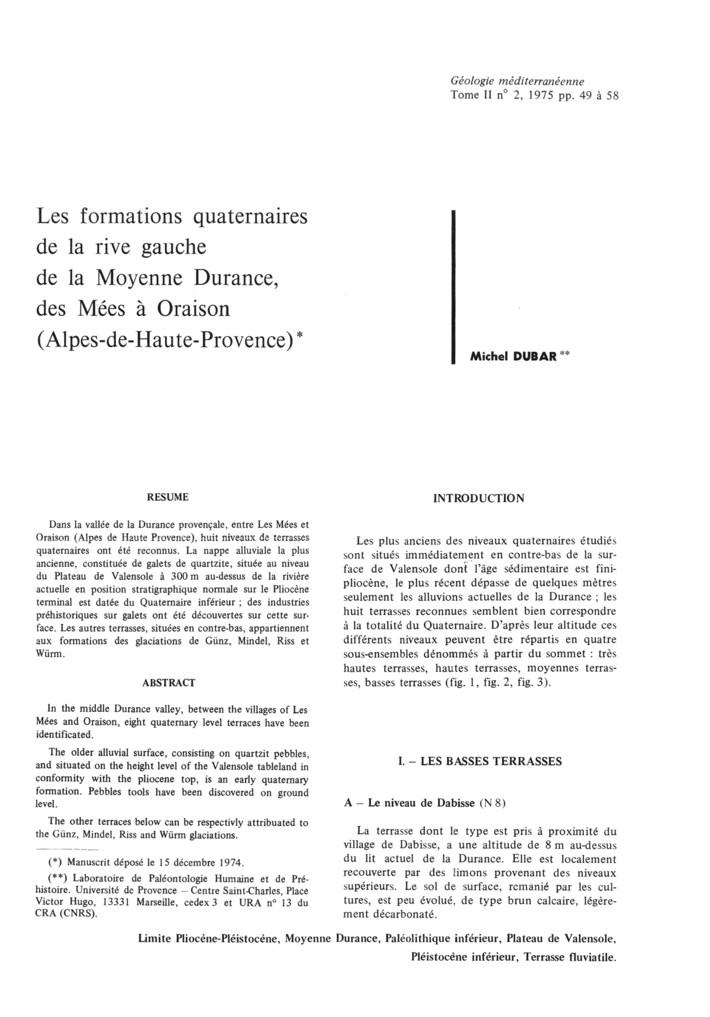 Géologie méditerranéenne
Tome II n° 2, 1975 pp. 49 à 58
Les formations quaternaires
de la rive gauche
de la Moyenne Durance,
des Mées à Oraison
(Alpes-de-Haute-Provence)*
Michel DUBAR **
RESUME
Dans la vallée de la Durance provençale, entre Les Mées et
Oraison (Alpes de Haute Provence), huit niveaux de terrasses
quaternaires ont été reconnus. La nappe alluviale la plus
ancienne, constituée de galets de quartzite, située au niveau
du Plateau de Valensole à 300 m au-dessus de la rivière
actuelle en position stratigraphique normale sur le Pliocène
terminal est datée du Quaternaire inférieur ; des industries
préhistoriques sur galets ont été découvertes sur cette sur-
face. Les autres terrasses, situées en contre-bas, appartiennent
aux formations des glaciations de Günz, Mindel, Riss et
Würm.
ABSTRACT
In the middle Durance valley, between the villages of Les
Mées and Oraison, eight quaternary level terraces have been
identificated.
The older alluvial surface, consisting on quartzit pebbles,
and situated on the height level of the Valensole tableland in
conformity with the pliocene top, is an early quaternary
formation. Pebbles tools have been discovered on ground
level.
The other terraces below can be respectivly attribuated to
the Günz, Mindel, Riss and Würm glaciations.
(*) Manuscrit déposé le 15 décembre 1974.
(**) Laboratoire de Paléontologie Humaine et de Pré-
histoire. Université de Provence – Centre Saint-Charles, Place
Victor Hugo, 13331 Marseille, cedex 3 et URA n° 13 du
CRA (CNRS).
INTRODUCTION
Les plus anciens des niveaux quaternaires étudiés
sont situés immédiatement en contre-bas de la sur-
face de Valensole dont l'âge sédimentaire est fini-
pliocène, le plus récent dépasse de quelques mètres
seulement les alluvions actuelles de la Durance ; les
huit terrasses reconnues semblent bien correspondre
à la totalité du Quaternaire. D'après leur altitude ces
différents niveaux peuvent être répartis en quatre
sous-ensembles dénommés à partir du sommet : très
hautes terrasses, hautes terrasses, moyennes terras-
ses, basses terrasses (fig. 1, fig. 2, fig. 3).
I. – LES BASSES TERRASSES
A – Le niveau de Dabisse (N 8)
La terrasse dont le type est pris à proximité du
village de Dabisse, a une altitude de 8 m au-dessus
du lit actuel de la Durance. Elle est localement
recouverte par des limons provenant des niveaux
supérieurs. Le sol de surface, remanié par les cul-
tures, est peu évolué, de type brun calcaire, légère-
ment décarbonaté.
Limite Pliocène-Pléistocène, Moyenne Durance, Paléolithique inférieur, Plateau de Valensole,
Pléistocène inférieur, Terrasse fluviatile.